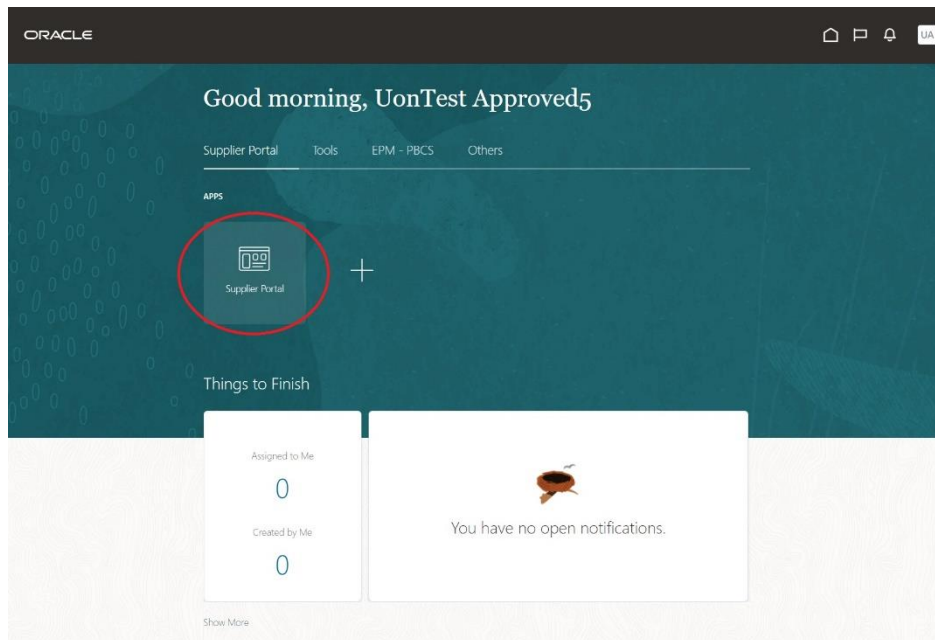 ORACLE
UA
Good morning, UonTest Approved5
Supplier Portal Tools EPM - PBCS Others
APPS
Supplier Portal
Things to Finish
Assigned to Me
0
Created by Me
0
You have no open notifications.
Show More